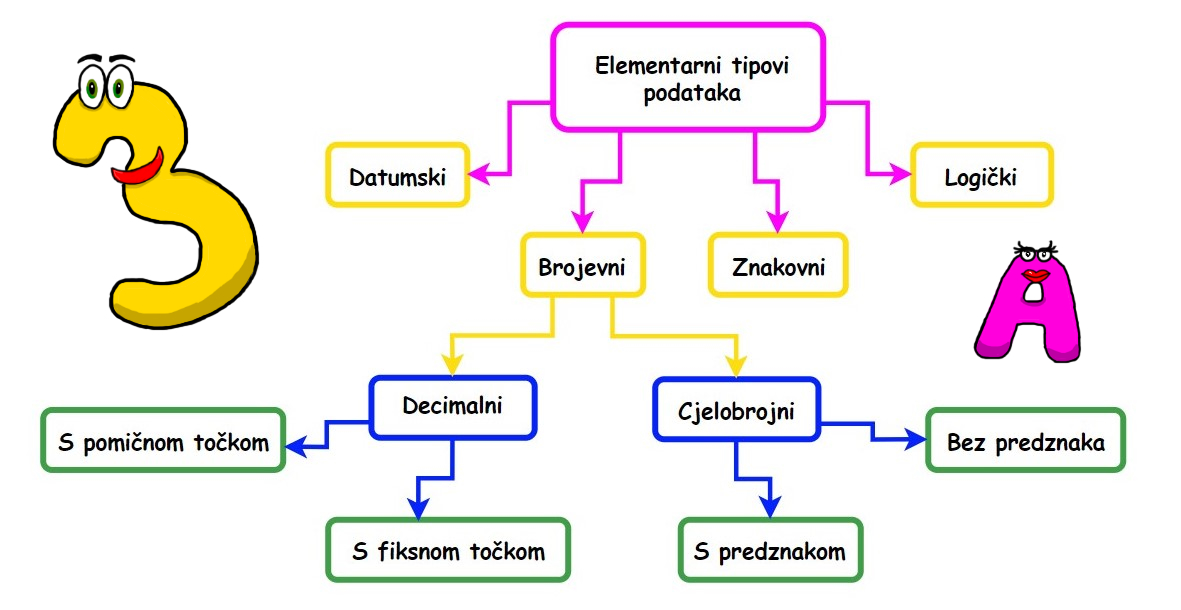 Elementarni tipovi
podataka
Datumski
Logički
Brojevni
Znakovni
Decimalni
Cjelobrojni
S pomičnom točkom
Bez predznaka
S fiksnom točkom
S predznakom